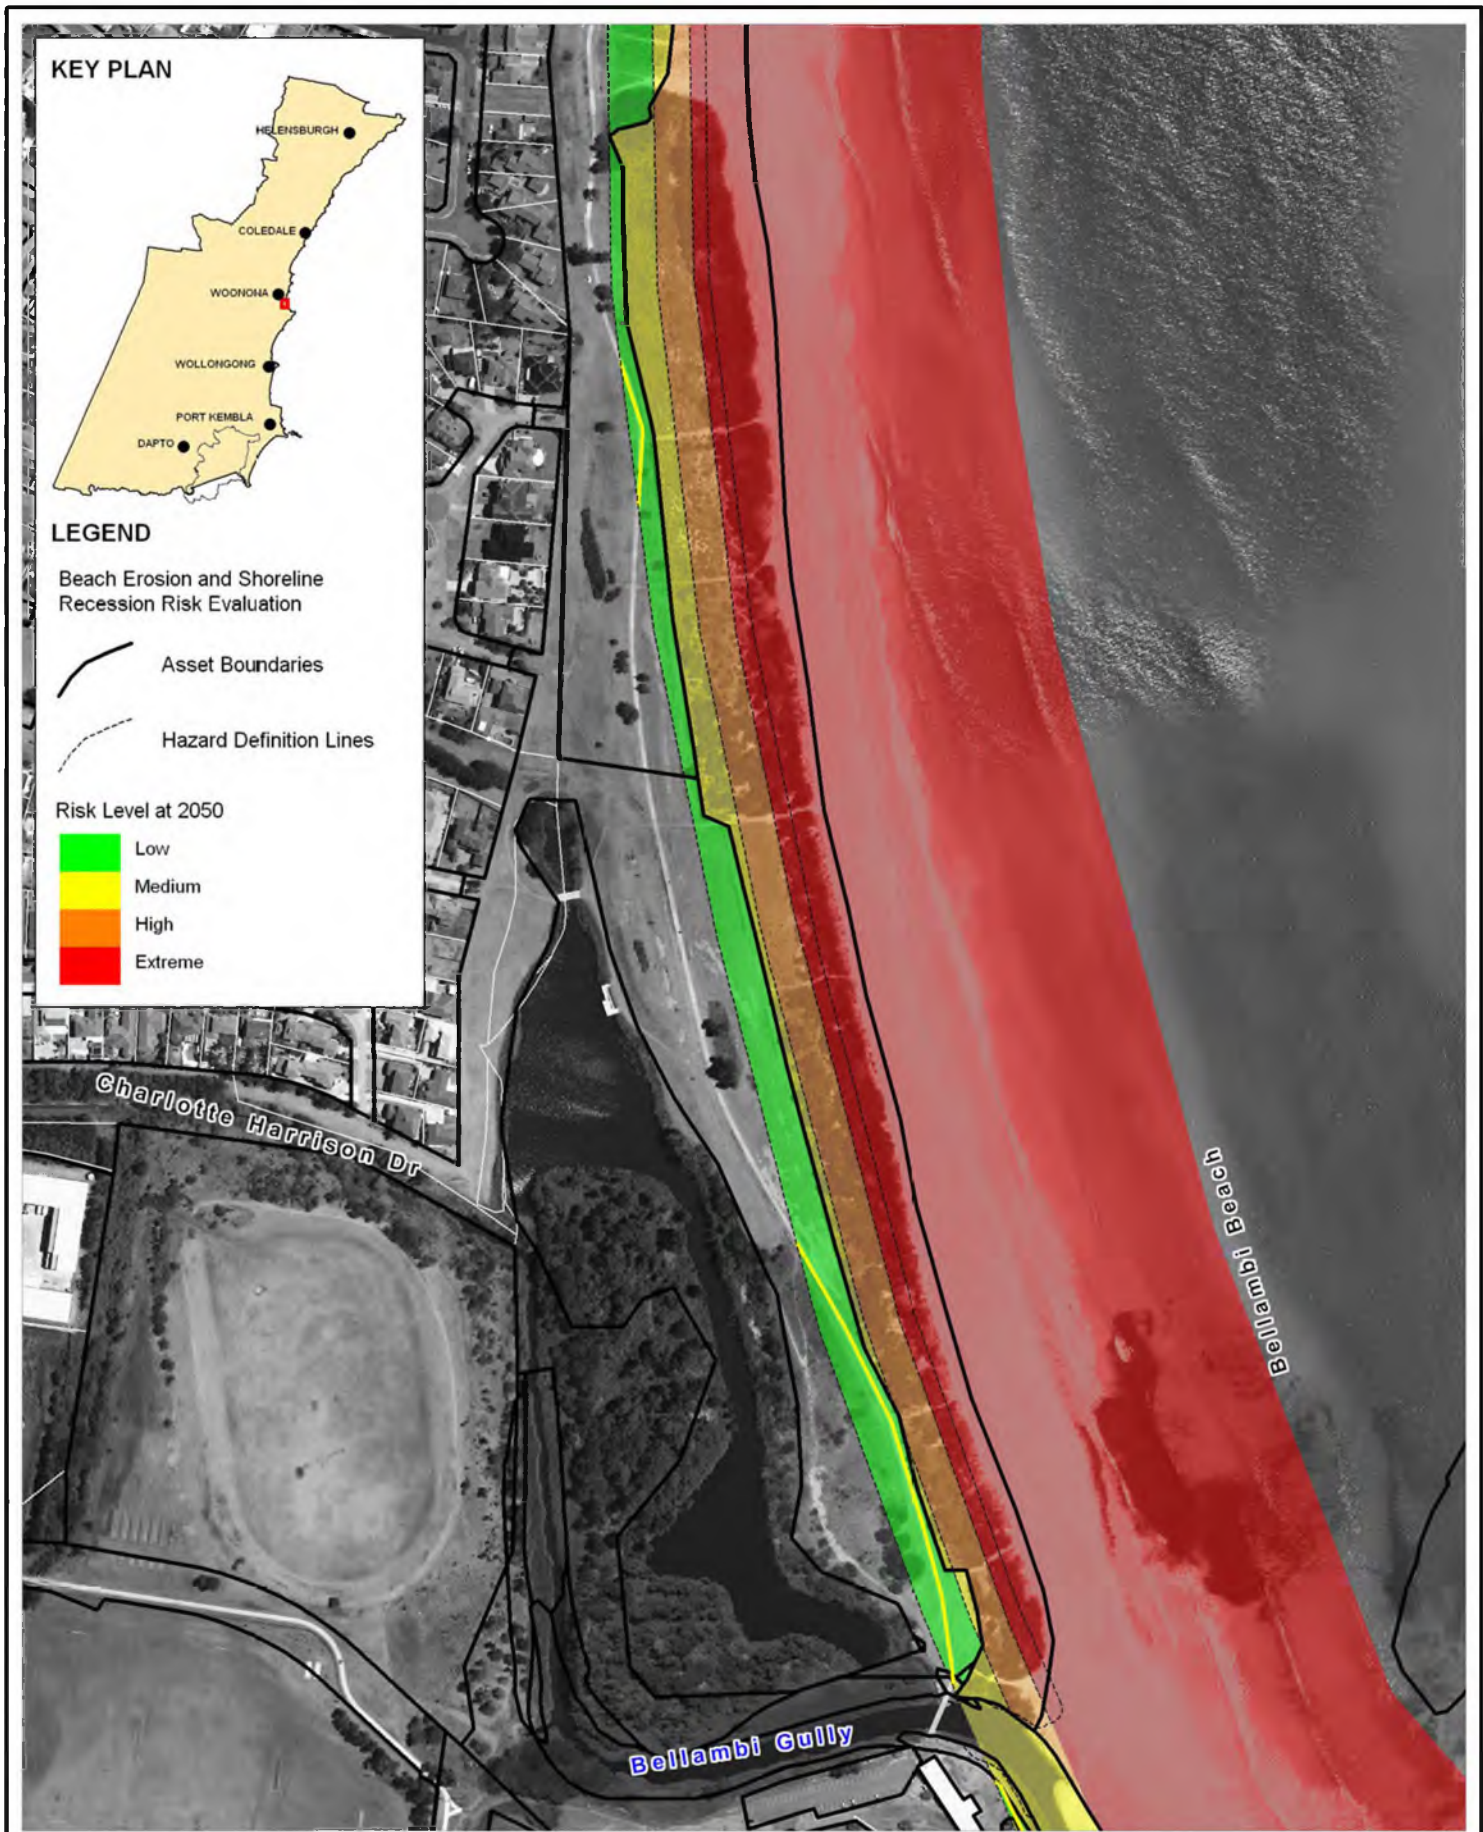 KEY PLAN
HELENSBURGH
COLEDALE
WOONONA
WOLLONGONG
PORT KEMBLA
DAPTO
LEGEND
Beach Erosion and Shoreline
Recession Risk Evaluation
Asset Boundaries
Hazard Definition Lines
Risk Level at 2050
Low
Medium
High
Extreme
Charlotte Harrison Dr
Bellambi Beach
Bellambi Gully